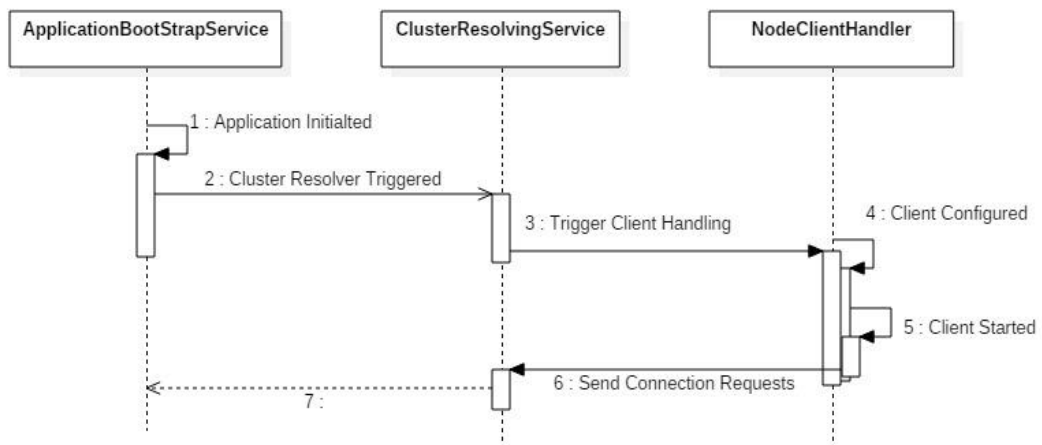 ApplicationBootStrapService
ClusterResolvingService
NodeClientHandler
1 : Application Initialted
2 : Cluster Resolver Triggered
3 : Trigger Client Handling
4 : Client Configured
5 : Client Started
6 : Send Connection Requests
7 :